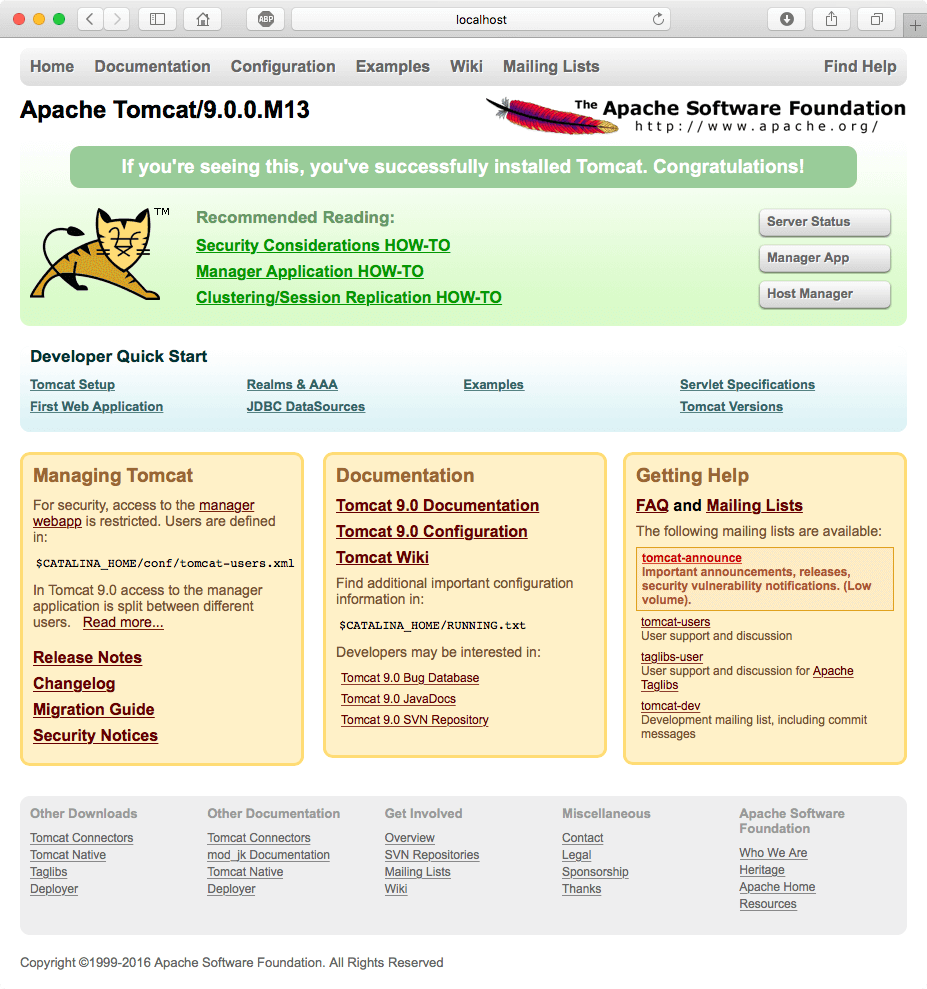 ABP
localhost
Home Documentation Configuration Examples Wiki Mailing Lists Find Help
Apache Tomcat/9.0.0.M13
The Apache Software Foundation
http://www.apache.org/
If you're seeing this, you've successfully installed Tomcat. Congratulations!
TM
Recommended Reading:
Security Considerations HOW-TO
Manager Application HOW-TO
Clustering/Session Replication HOW-TO
Server Status
Manager App
Host Manager
Developer Quick Start
Tomcat Setup
First Web Application
Realms & AAA
JDBC DataSources
Examples
Servlet Specifications
Tomcat Versions
Managing Tomcat
For security, access to the manager
webapp is restricted. Users are defined
in:
$CATALINA_HOME/conf/tomcat-users.xml
In Tomcat 9.0 access to the manager
application is split between different
users. Read more...
Release Notes
Changelog
Migration Guide
Security Notices
Documentation
Tomcat 9.0 Documentation
Tomcat 9.0 Configuration
Tomcat Wiki
Find additional important configuration
information in:
$CATALINA_HOME/RUNNING.txt
Developers may be interested in:
Tomcat 9.0 Bug Database
Tomcat 9.0 JavaDocs
Tomcat 9.0 SVN Repository
Getting Help
FAQ and Mailing Lists
The following mailing lists are available:
tomcat-announce
Important announcements, releases,
security vulnerability notifications. (Low
volume).
tomcat-users
User support and discussion
taglibs-user
User support and discussion for Apache
Taglibs
tomcat-dev
Development mailing list, including commit
messages
Other Downloads
Tomcat Connectors
Tomcat Native
Taglibs
Deployer
Other Documentation
Tomcat Connectors
mod_jk Documentation
Tomcat Native
Deployer
Get Involved
Overview
SVN Repositories
Mailing Lists
Wiki
Miscellaneous
Contact
Legal
Sponsorship
Thanks
Apache Software
Foundation
Who We Are
Heritage
Apache Home
Resources
Copyright ©1999-2016 Apache Software Foundation. All Rights Reserved